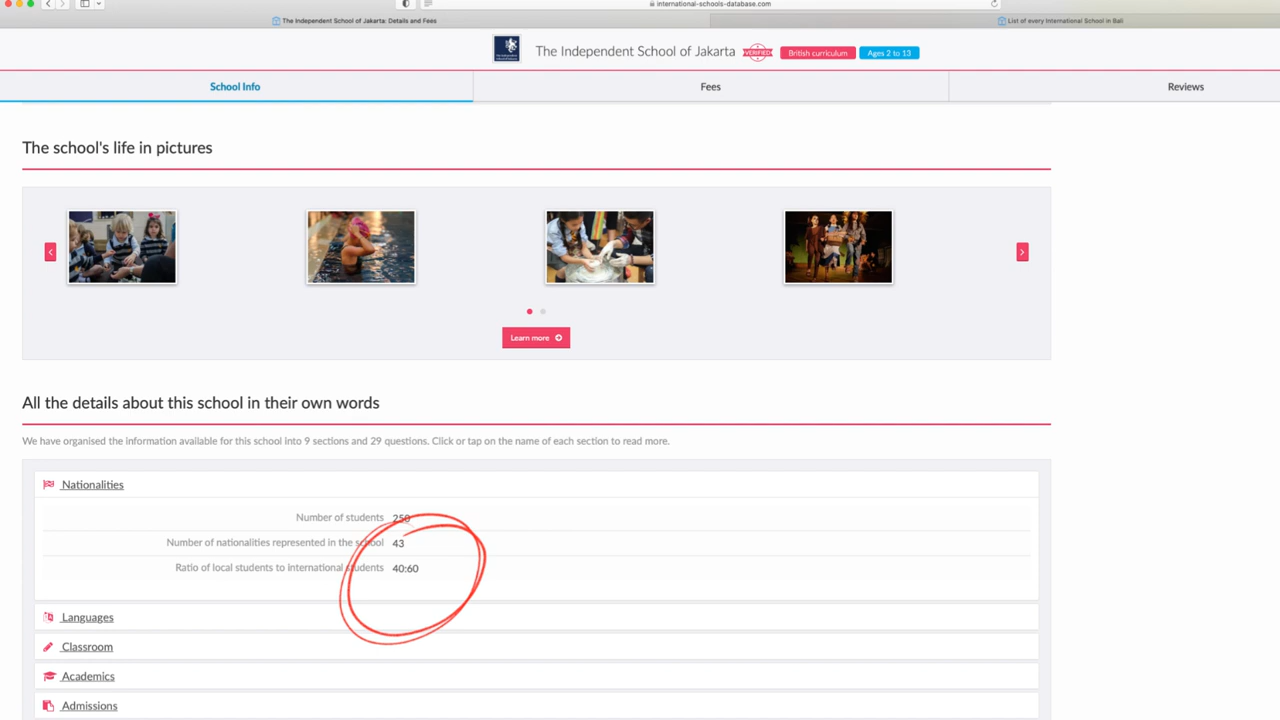 international-schools-database.com
The Independent School of Jakarta: Details and Fees
List of every International School in Bali
The Independent School of Jakarta
VERIFIED
British curriculum
Ages 2 to 13
School Info
Fees
Reviews
The school's life in pictures
Learn more
All the details about this school in their own words
We have organised the information available for this school into 9 sections and 29 questions. Click or tap on the name of each section to read more.
Nationalities
Number of students 250
Number of nationalities represented in the school 43
Ratio of local students to international students 40:60
Languages
Classroom
Academics
Admissions